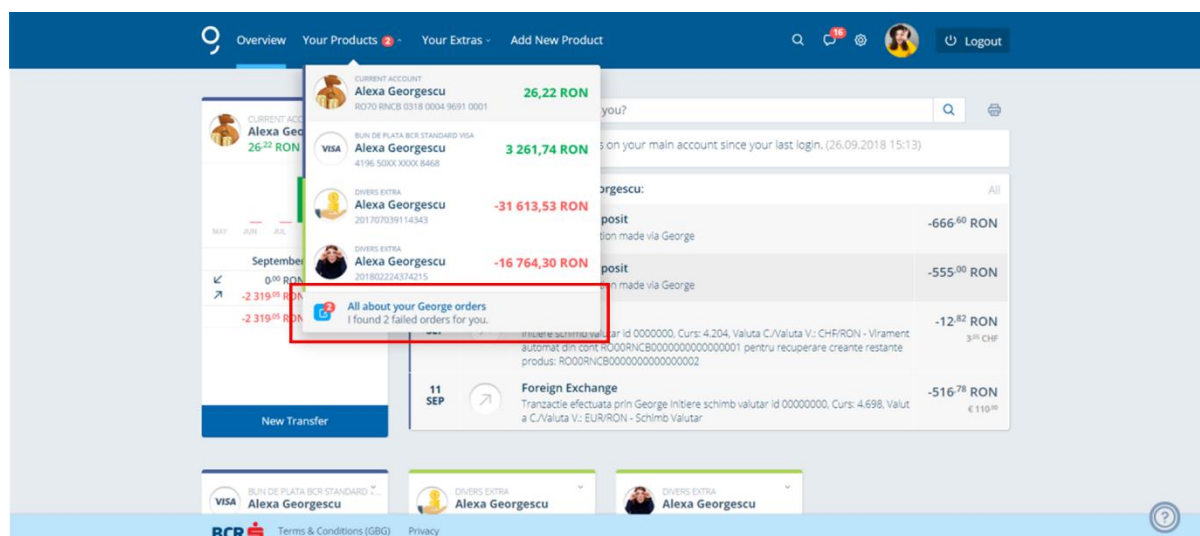 Overview Your Products 2 Your Extras Add New Product 16 Logout
CURRENT ACCOUNT
Alexa Georgescu 26,22 RON
RO70 RNCB 0318 0004 9691 0001
BUN DE PLATA BCR STANDARD VISA
VISA Alexa Georgescu 3 261,74 RON
4196 50XX XXXX 8468
DIVERS EXTRA
Alexa Georgescu -31 613,53 RON
201707039114343
DIVERS EXTRA
Alexa Georgescu -16 764,30 RON
201802224374215
2 All about your George orders
I found 2 failed orders for you.
CURRENT ACC
Alexa Geo
26,22 RON
MAY JUN JUL
September
0,00 RON
-2 319,05 RON
-2 319,05 RON
New Transfer
you?
on your main account since your last login. (26.09.2018 15:13)
orgescu: All
posit -666,60 RON
tion made via George
posit -555,00 RON
tion made via George
SEP -12,82 RON
Initiere schimb valutar id 0000000, Curs: 4.204, Valuta C./Valuta V.: CHF/RON - Virament
automat din cont RO00RNCB0000000000000001 pentru recuperare creante restante
produs: RO00RNCB0000000000000002
11
SEP
Foreign Exchange -516,78 RON
Tranzactie efectuata prin George Initiere schimb valutar id 00000000, Curs: 4.698, Valut
a C./Valuta V.: EUR/RON - Schimb Valutar
BUN DE PLATA BCR STANDARD V...
VISA Alexa Georgescu
DIVERS EXTRA
Alexa Georgescu
DIVERS EXTRA
Alexa Georgescu
BCR Terms & Conditions (GBG) Privacy
?